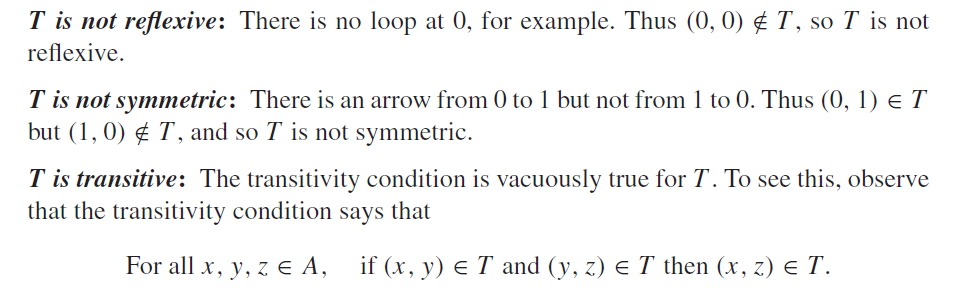 T is not reflexive: There is no loop at 0, for example. Thus (0, 0) ∉ T, so T is not
reflexive.
T is not symmetric: There is an arrow from 0 to 1 but not from 1 to 0. Thus (0, 1) ∈ T
but (1, 0) ∉ T, and so T is not symmetric.
T is transitive: The transitivity condition is vacuously true for T. To see this, observe
that the transitivity condition says that
For all x, y, z ∈ A, if (x, y) ∈ T and (y, z) ∈ T then (x, z) ∈ T.